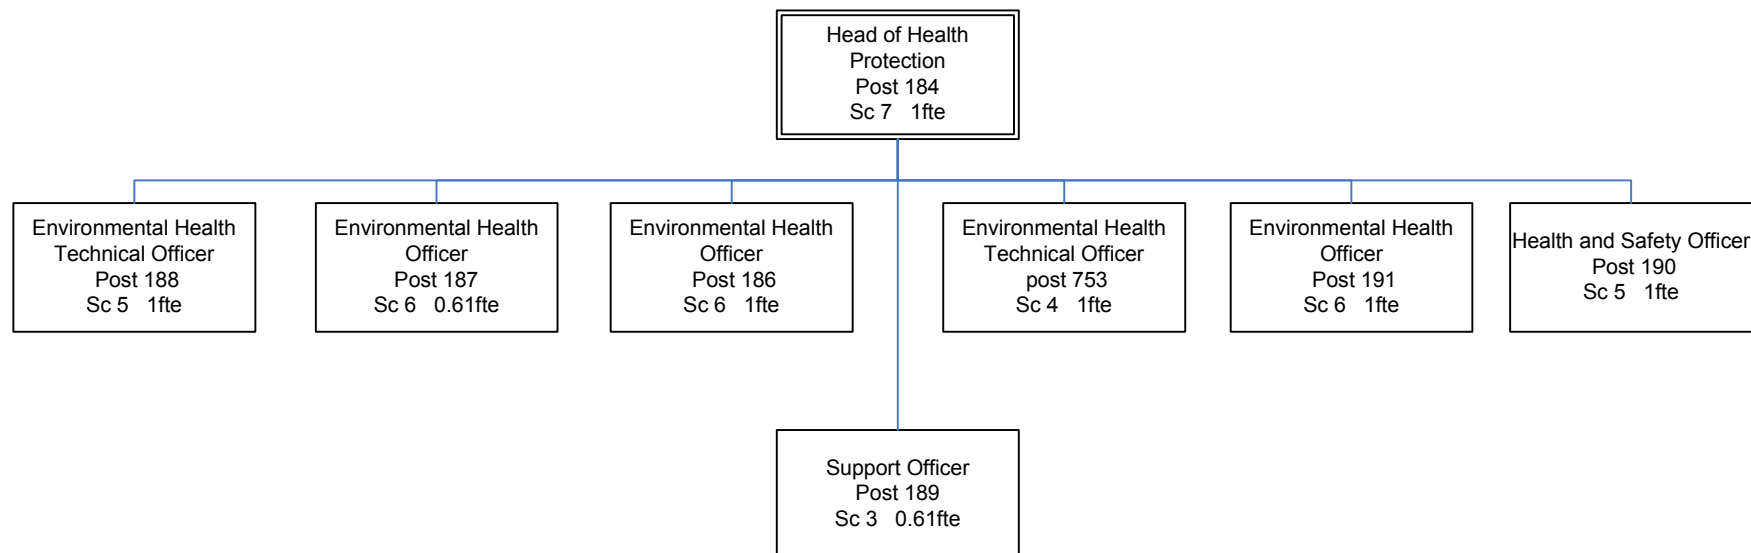 Head of Health
Protection
Post 184
Sc 7 1fte
Environmental Health
Technical Officer
Post 188
Sc 5 1fte
Environmental Health
Officer
Post 187
Sc 6 0.61fte
Environmental Health
Officer
Post 186
Sc 6 1fte
Environmental Health
Technical Officer
post 753
Sc 4 1fte
Environmental Health
Officer
Post 191
Sc 6 1fte
Health and Safety Officer
Post 190
Sc 5 1fte
Support Officer
Post 189
Sc 3 0.61fte